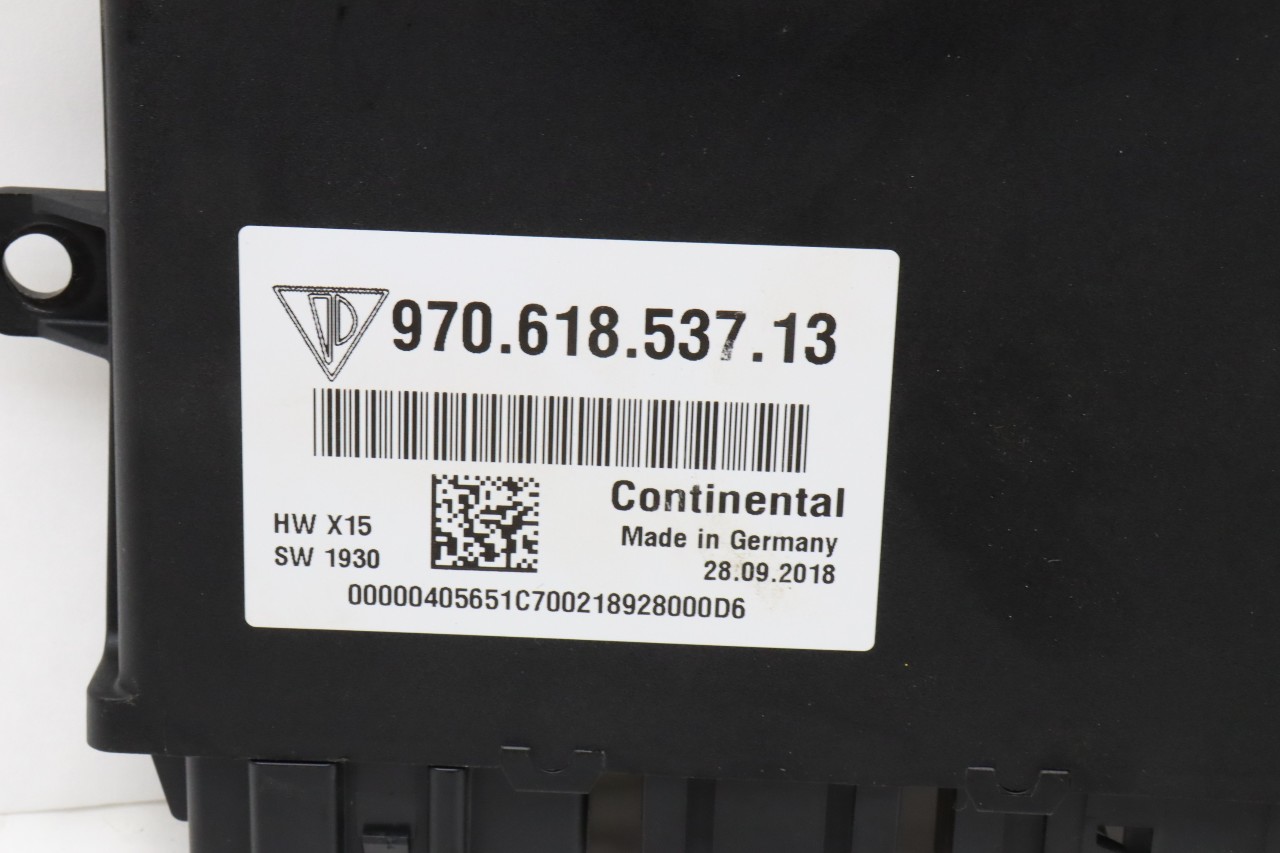 970.618.537.13
Continental
Made in Germany
28.09.2018
HW X15
SW 1930
00000405651C700218928000D6